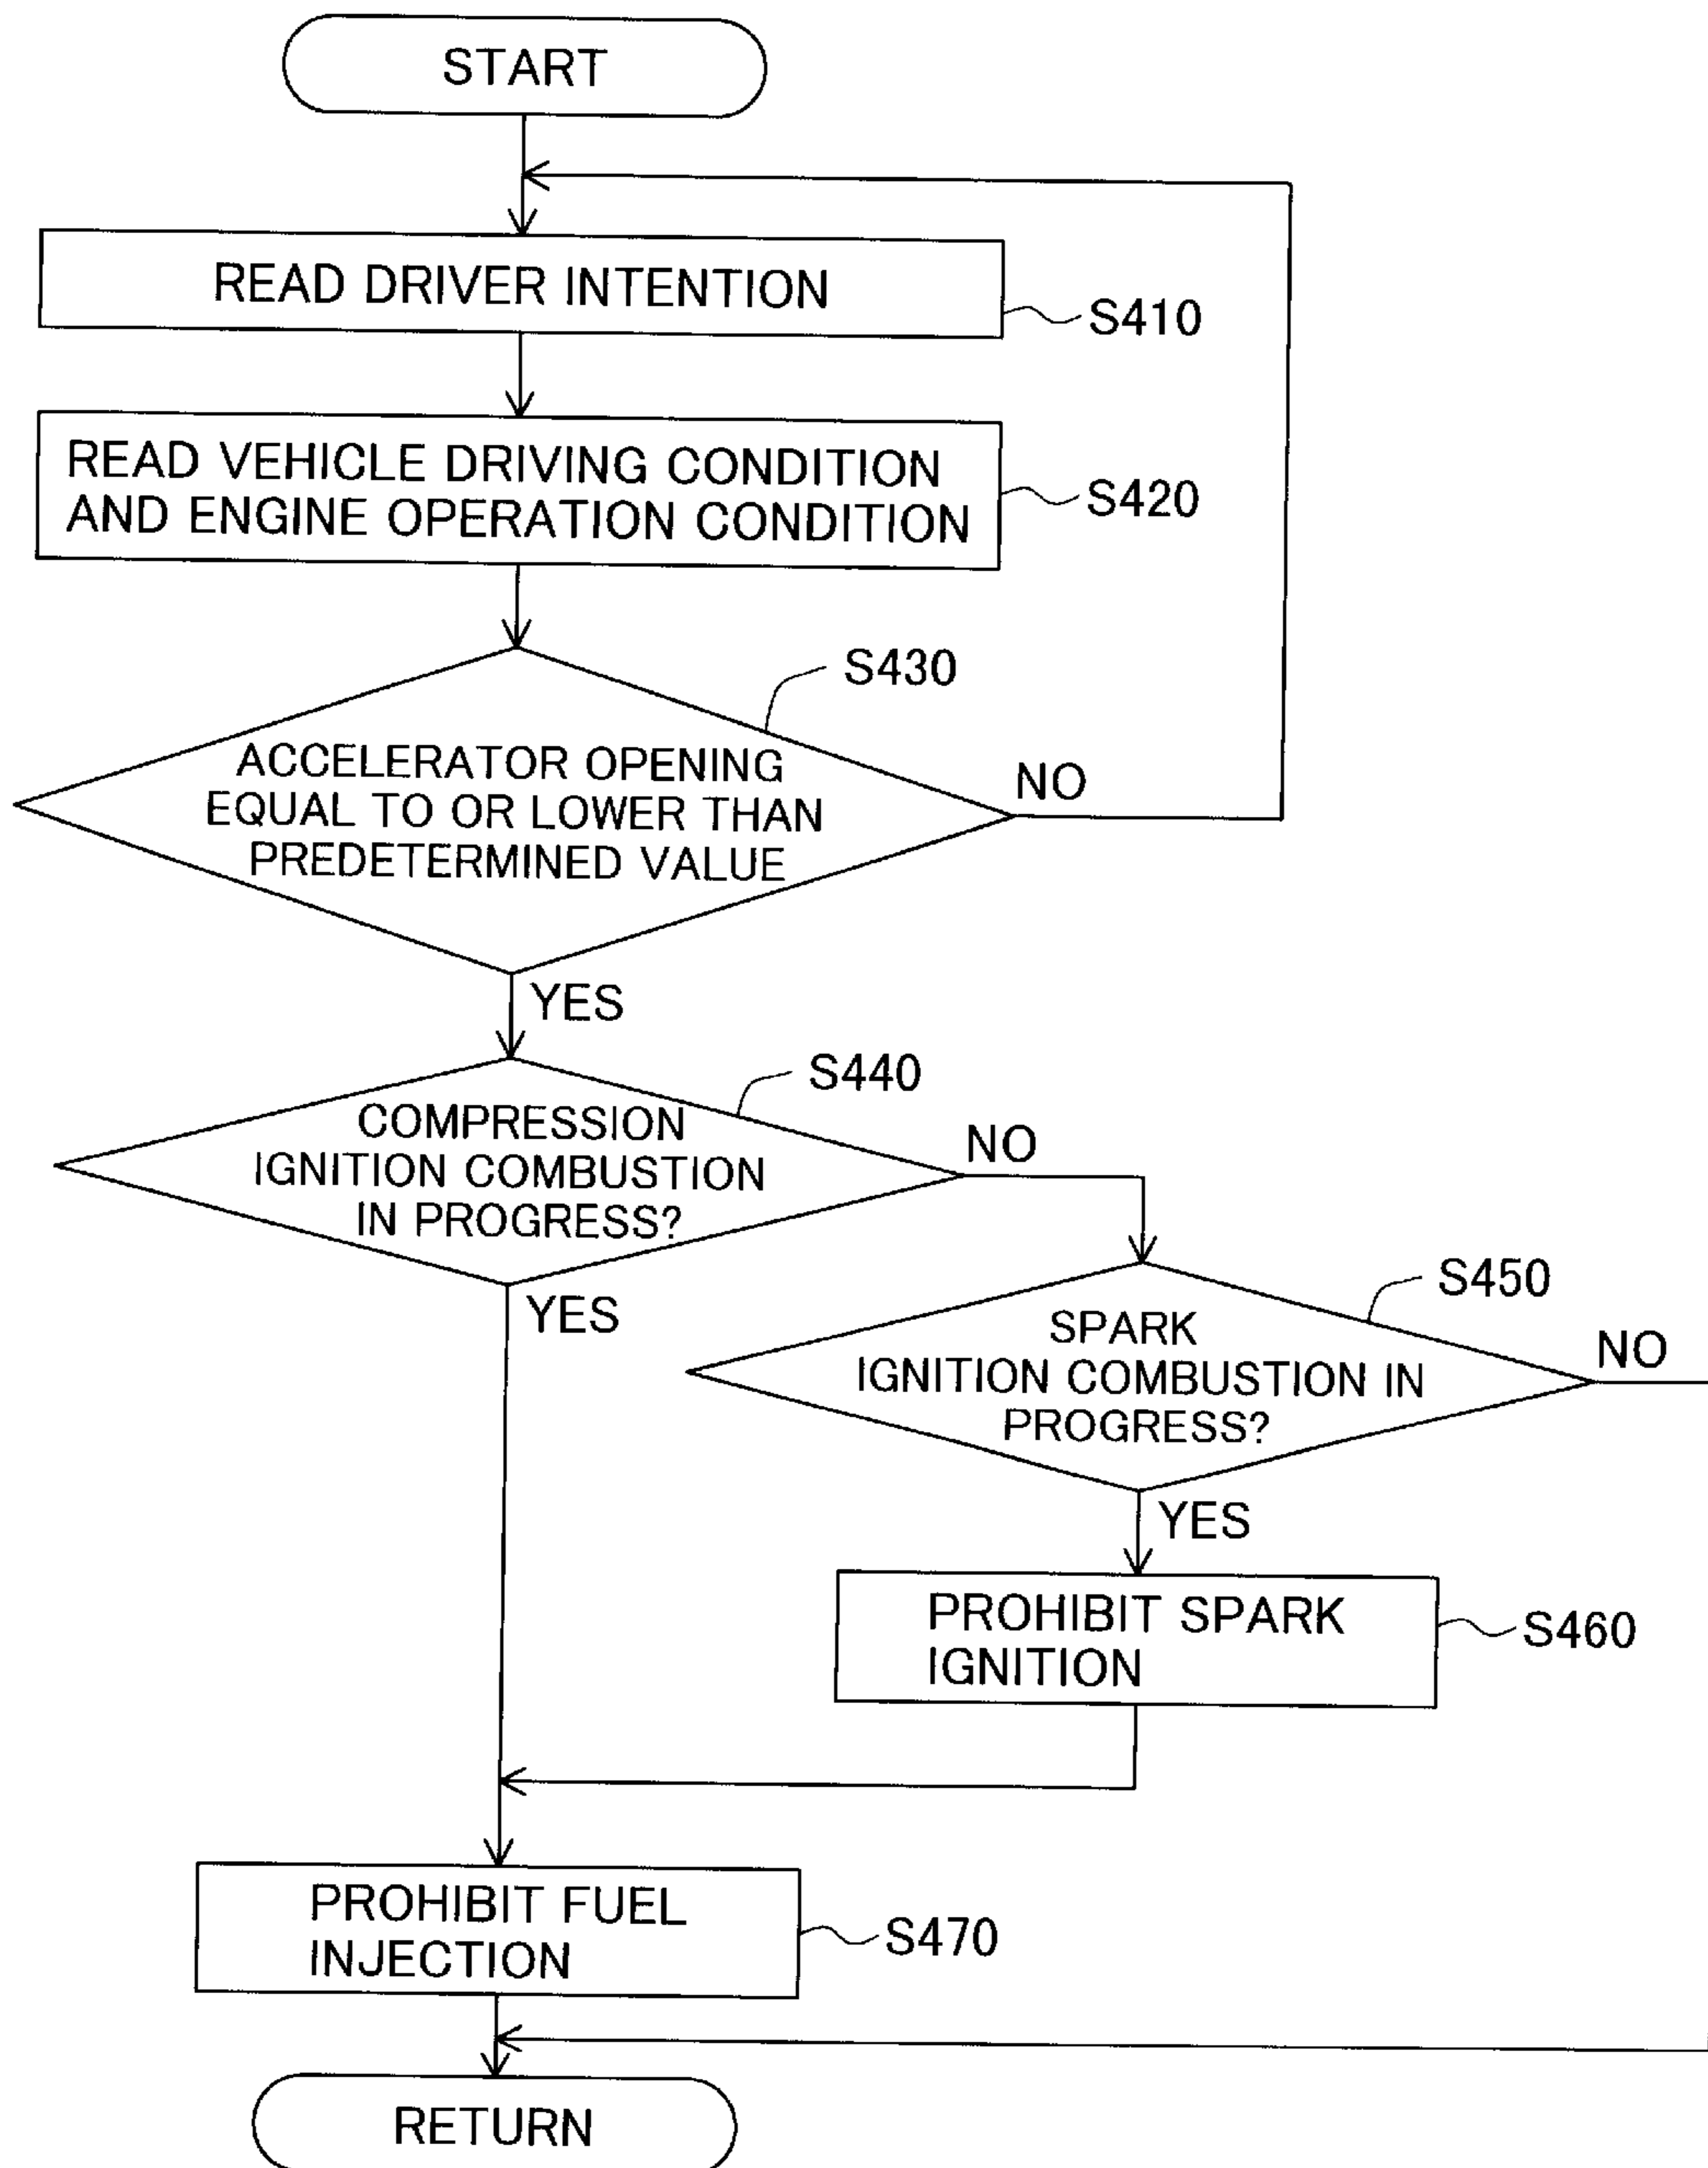 START
READ DRIVER INTENTION
S410
READ VEHICLE DRIVING CONDITION
AND ENGINE OPERATION CONDITION
S420
S430
ACCELERATOR OPENING
EQUAL TO OR LOWER THAN
PREDETERMINED VALUE
NO
YES
S440
COMPRESSION
IGNITION COMBUSTION
IN PROGRESS?
NO
YES
S450
SPARK
IGNITION COMBUSTION IN
PROGRESS?
NO
YES
PROHIBIT SPARK
IGNITION
S460
PROHIBIT FUEL
INJECTION
S470
RETURN